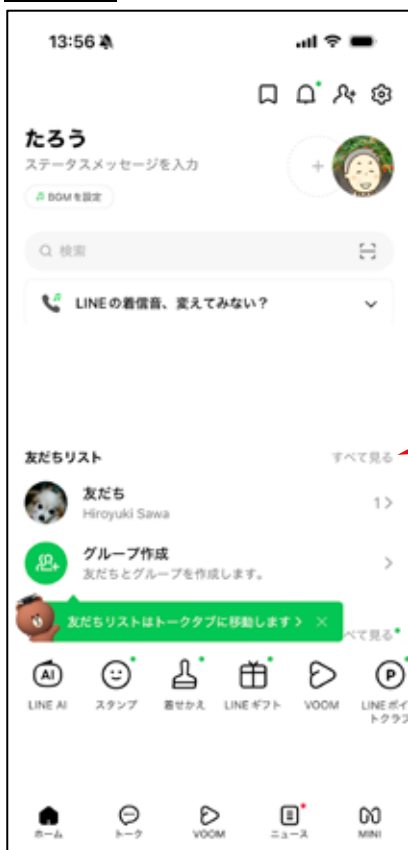 13:56
たろう
ステータスメッセージを入力
BGMを設定
検索
LINEの着信音、変えてみない？
友だちリスト すべて見る
友だち
Hiroyuki Sawa
1
グループ作成
友だちとグループを作成します。
友だちリストはトークタブに移動します
べて見る
AI
LINE AI スタンプ 着せかえ LINEギフト VOOM LINEポイ
P
トクラブ
ホーム トーク VOOM ニュース MINI